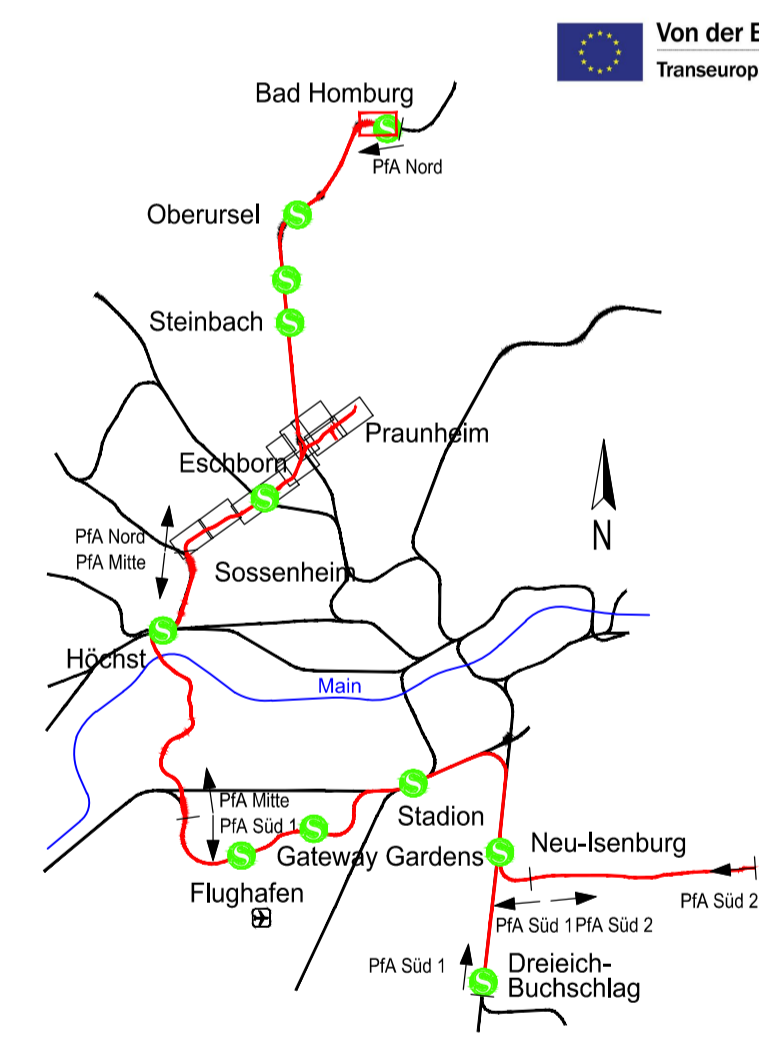 Von der E
Transeurop
Bad Homburg
S
PfA Nord
Oberursel
S
S
Steinbach
S
Praunheim
Eschborn
S
PfA Nord
PfA Mitte
N
Sossenheim
S
Höchst
Main
PfA Mitte
PfA Süd 1
S
Stadion
S
Gateway Gardens
S
Neu-Isenburg
S
Flughafen
PfA Süd 2
PfA Süd 1
PfA Süd 2
PfA Süd 1
S
Dreieich-
Buchschlag